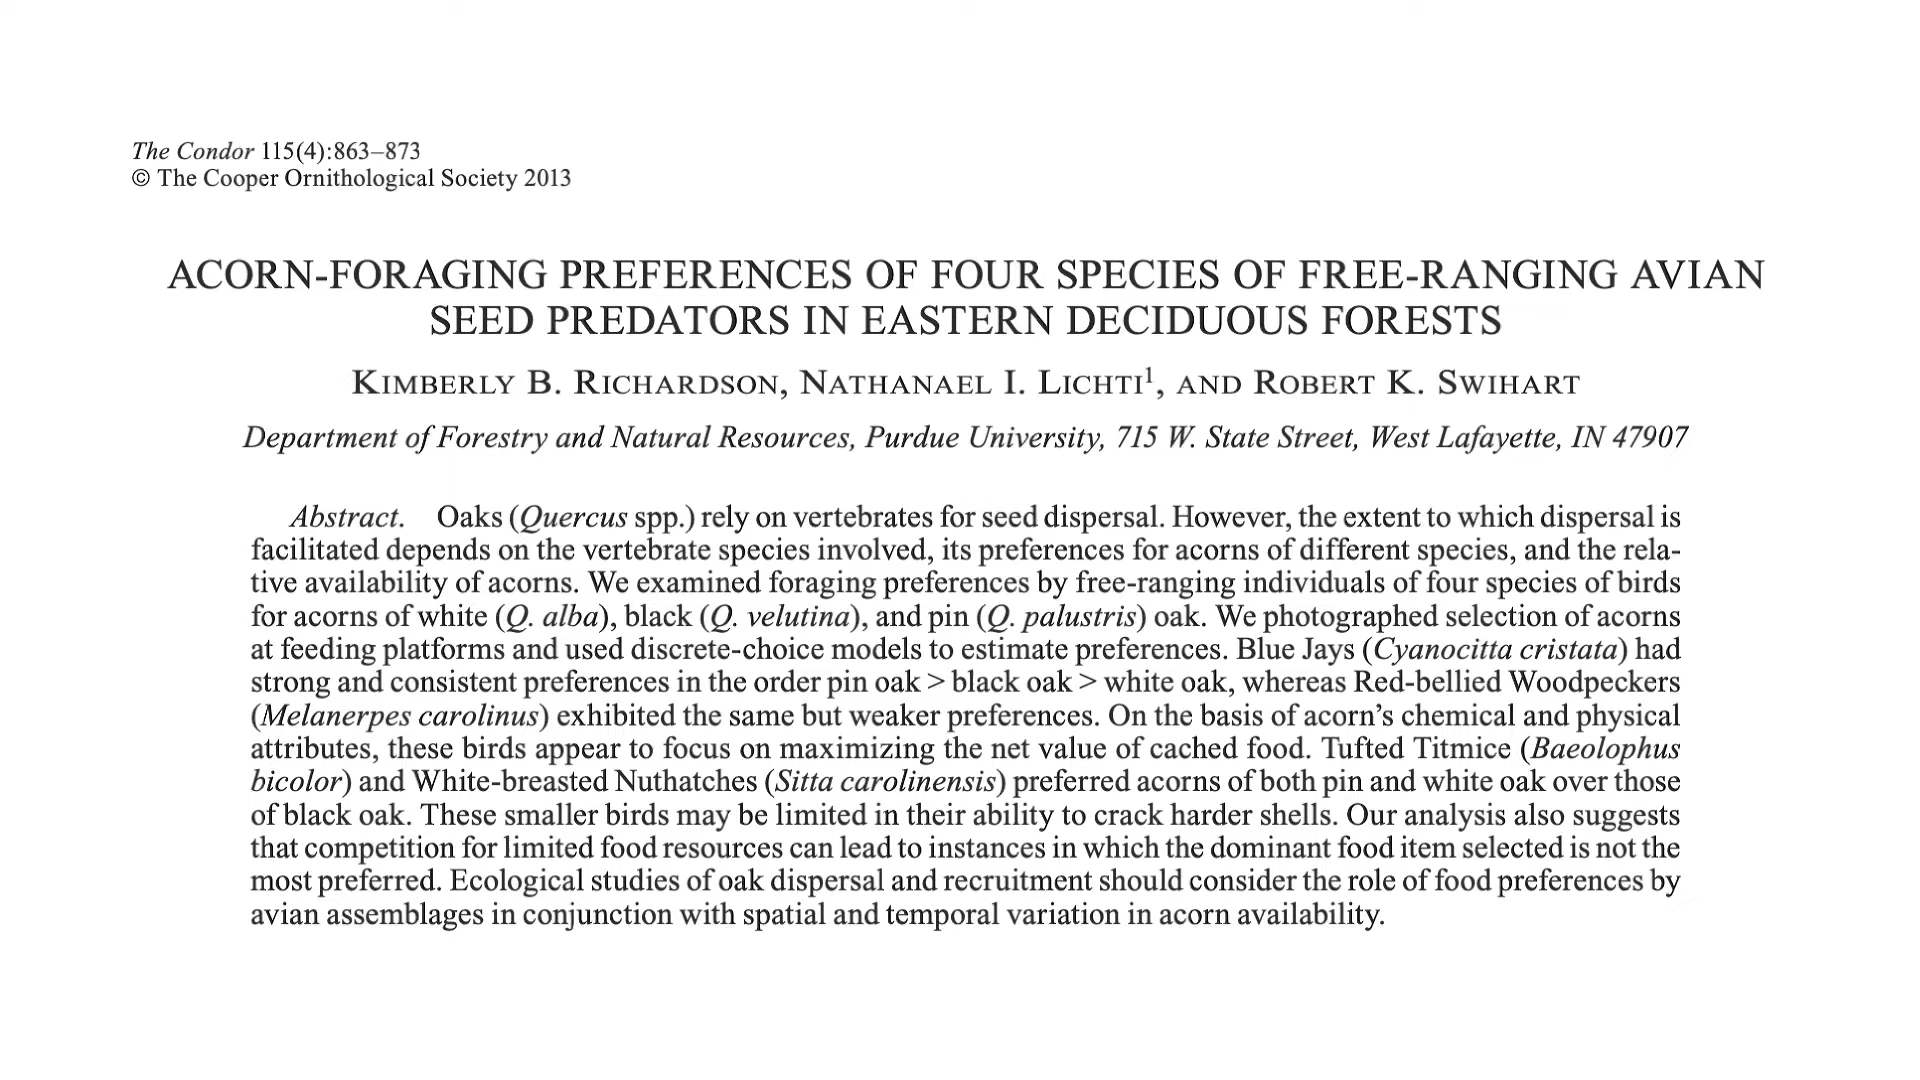 The Condor 115(4):863–873
© The Cooper Ornithological Society 2013
ACORN-FORAGING PREFERENCES OF FOUR SPECIES OF FREE-RANGING AVIAN
SEED PREDATORS IN EASTERN DECIDUOUS FORESTS
Kimberly B. Richardson, Nathanael I. Lichti¹, and Robert K. Swihart
Department of Forestry and Natural Resources, Purdue University, 715 W. State Street, West Lafayette, IN 47907
Abstract. Oaks (Quercus spp.) rely on vertebrates for seed dispersal. However, the extent to which dispersal is
facilitated depends on the vertebrate species involved, its preferences for acorns of different species, and the rela-
tive availability of acorns. We examined foraging preferences by free-ranging individuals of four species of birds
for acorns of white (Q. alba), black (Q. velutina), and pin (Q. palustris) oak. We photographed selection of acorns
at feeding platforms and used discrete-choice models to estimate preferences. Blue Jays (Cyanocitta cristata) had
strong and consistent preferences in the order pin oak > black oak > white oak, whereas Red-bellied Woodpeckers
(Melanerpes carolinus) exhibited the same but weaker preferences. On the basis of acorn's chemical and physical
attributes, these birds appear to focus on maximizing the net value of cached food. Tufted Titmice (Baeolophus
bicolor) and White-breasted Nuthatches (Sitta carolinensis) preferred acorns of both pin and white oak over those
of black oak. These smaller birds may be limited in their ability to crack harder shells. Our analysis also suggests
that competition for limited food resources can lead to instances in which the dominant food item selected is not the
most preferred. Ecological studies of oak dispersal and recruitment should consider the role of food preferences by
avian assemblages in conjunction with spatial and temporal variation in acorn availability.